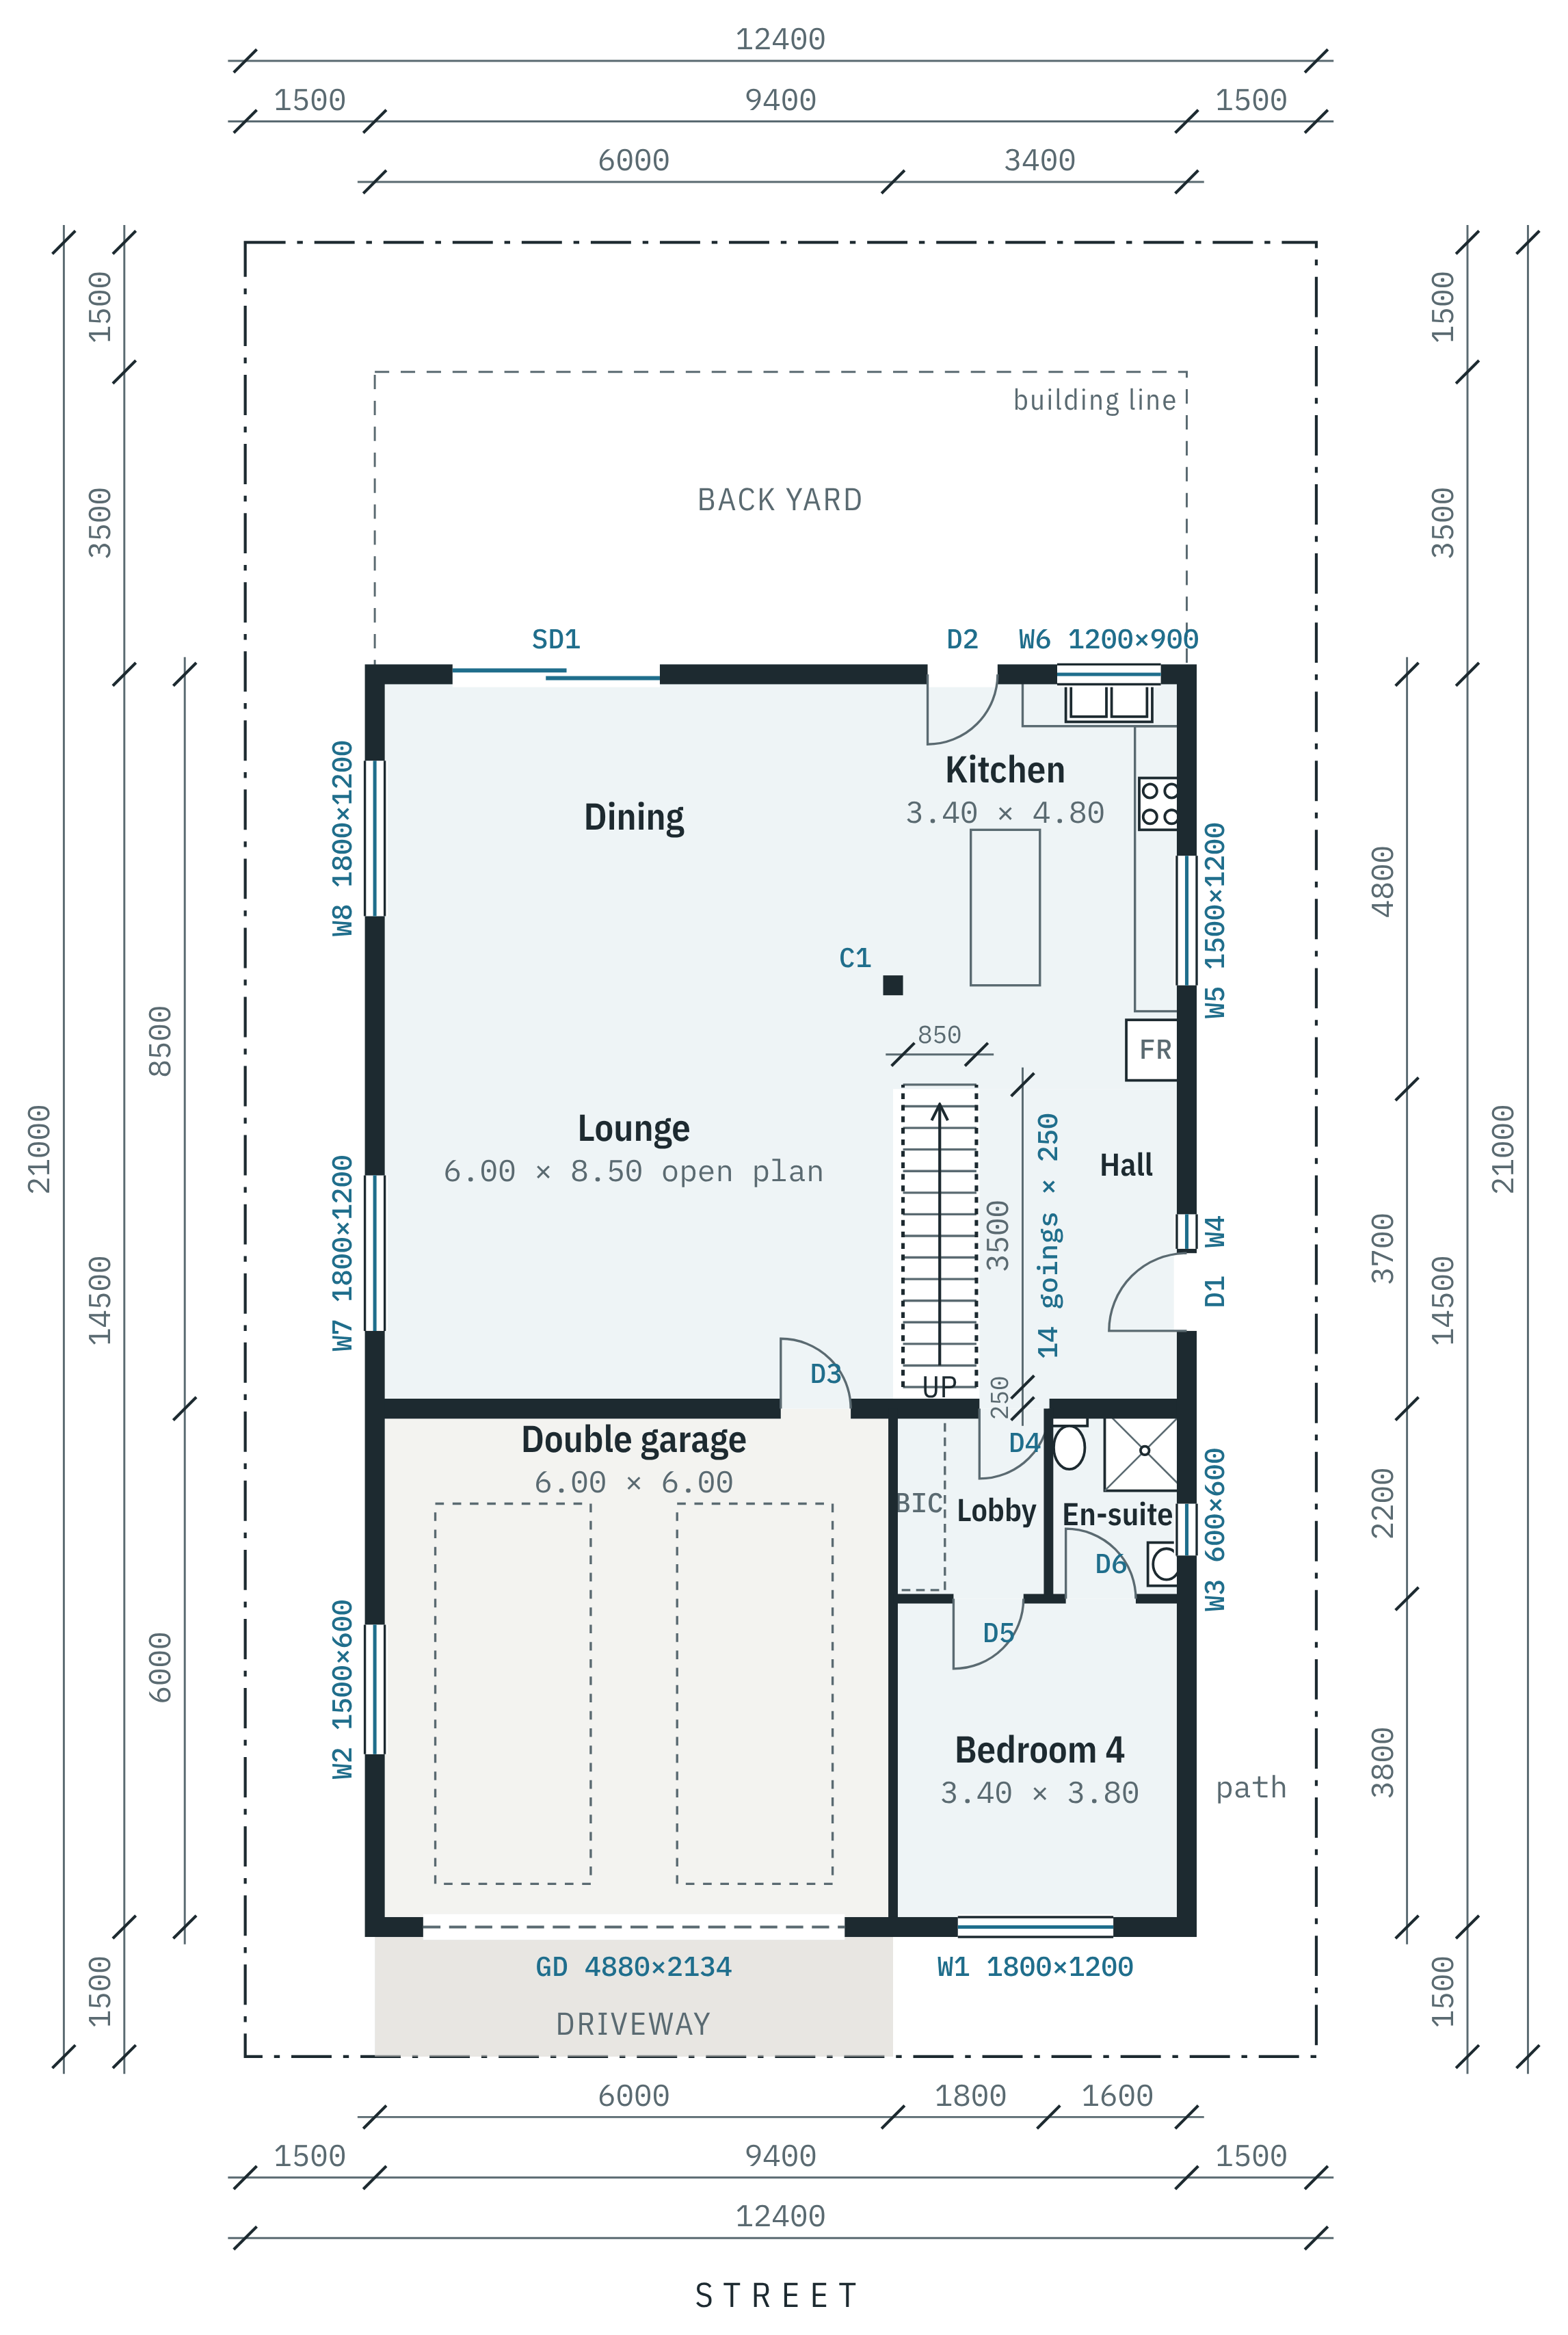 12400
1500 9400 1500
6000 3400
1500
1500
building line
3500
BACK YARD
3500
SD1
D2
W6 1200×900
W8 1800×1200
Kitchen
3.40 × 4.80
Dining
W5 1500×1200
4800
C1
8500
850
FR
21000
Lounge
6.00 × 8.50 open plan
Hall
21000
W7 1800×1200
3500
14 goings × 250
W4
D1
3700
14500
14500
D3
UP
250
Double garage
6.00 × 6.00
D4
BIC
Lobby
En-suite
D6
W3 600×600
2200
D5
W2 1500×600
6000
Bedroom 4
3.40 × 3.80
path
3800
GD 4880×2134
W1 1800×1200
1500
1500
DRIVEWAY
6000 1800 1600
1500 9400 1500
12400
STREET